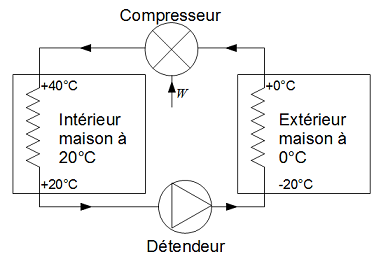 Compresseur
W
+40°C
Intérieur
maison à
20°C
+20°C
+0°C
Extérieur
maison à
0°C
-20°C
Détendeur